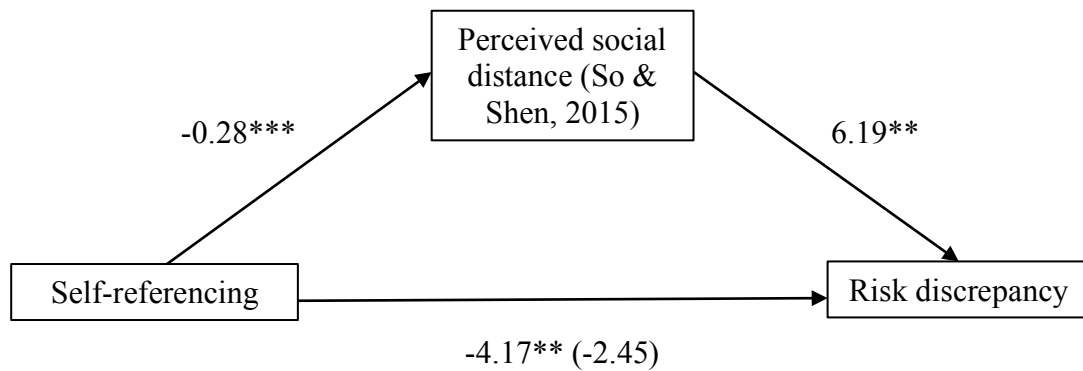 Perceived social
distance (So &
Shen, 2015)
-0.28***
6.19**
Self-referencing
Risk discrepancy
-4.17** (-2.45)